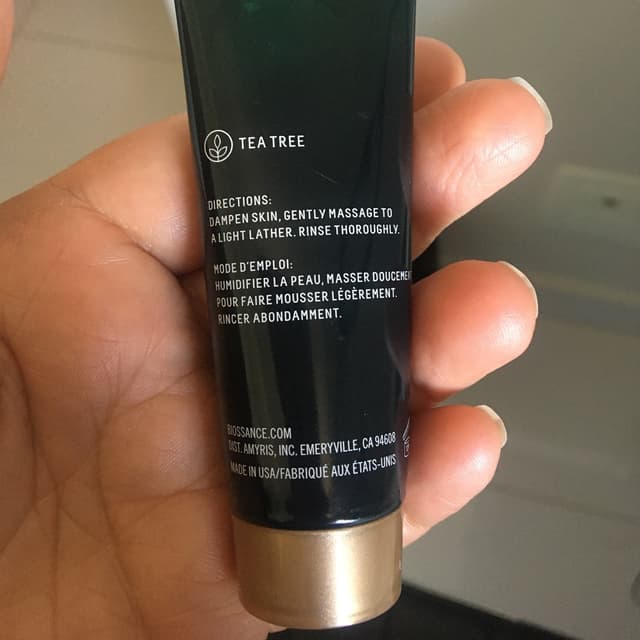 TEA TREE
DIRECTIONS:
DAMPEN SKIN, GENTLY MASSAGE TO
A LIGHT LATHER. RINSE THOROUGHLY.
MODE D'EMPLOI:
HUMIDIFIER LA PEAU, MASSER DOUCEMENT
POUR FAIRE MOUSSER LÉGÈREMENT.
RINCER ABONDAMMENT.
BIOSSANCE.COM
DIST. AMYRIS, INC. EMERYVILLE, CA 94608
MADE IN USA/FABRIQUÉ AUX ÉTATS-UNIS